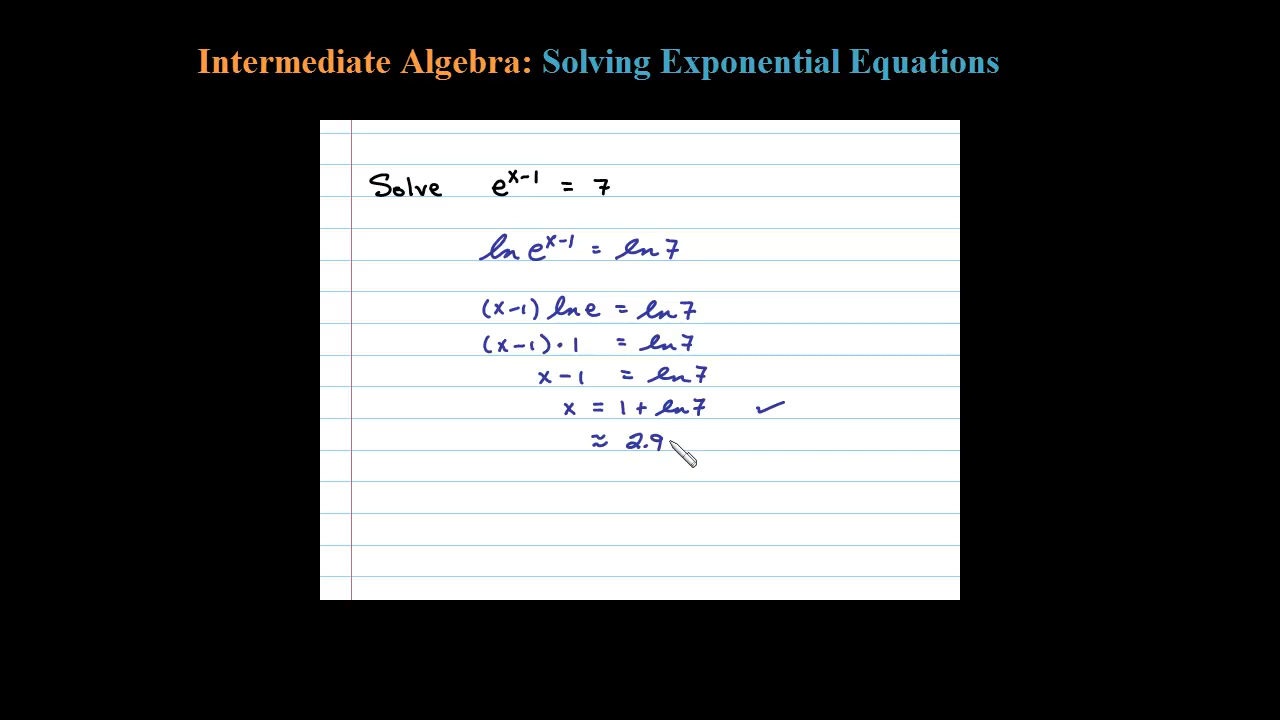 Intermediate Algebra: Solving Exponential Equations
Solve e^{x-1} = 7
ln e^{x-1} = ln 7
(x-1) ln e = ln 7
(x-1) · 1 = ln 7
x - 1 = ln 7
x = 1 + ln 7 ✓
≈ 2.9